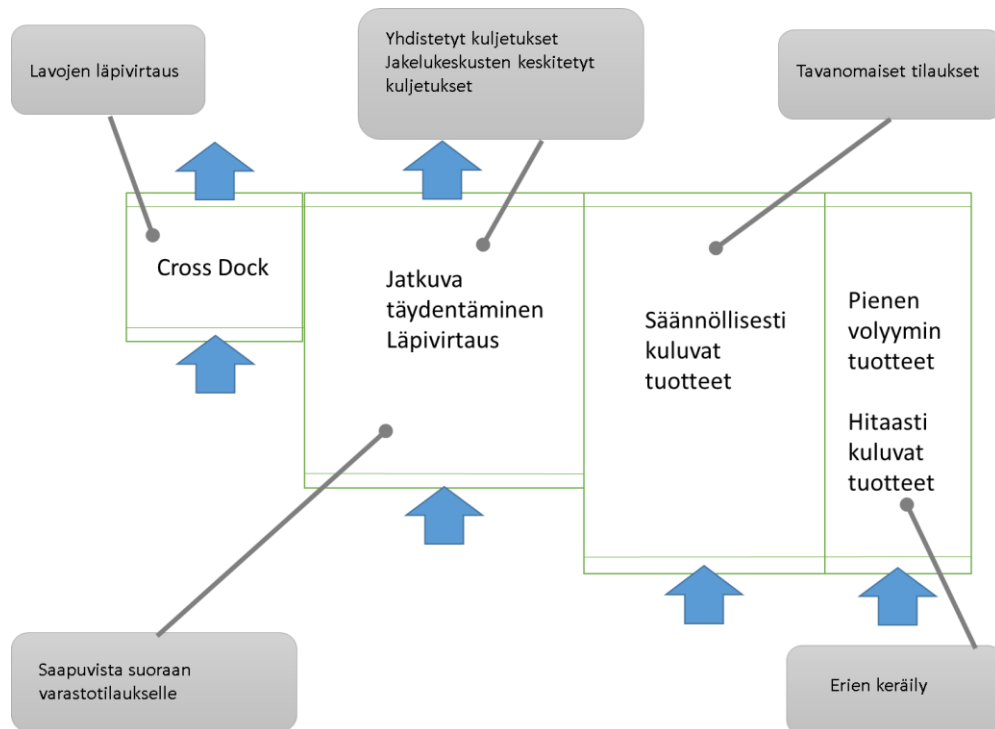 Lavojen läpivirtaus
Yhdistetyt kuljetukset
Jakelukeskusten keskitetyt
kuljetukset
Tavanomaiset tilaukset
Cross Dock
Jatkuva
täydentäminen
Läpivirtaus
Säännöllisesti
kuluvat
tuotteet
Pienen
volyymin
tuotteet
Hitaasti
kuluvat
tuotteet
Saapuvista suoraan
varastotilaukselle
Erien keräily